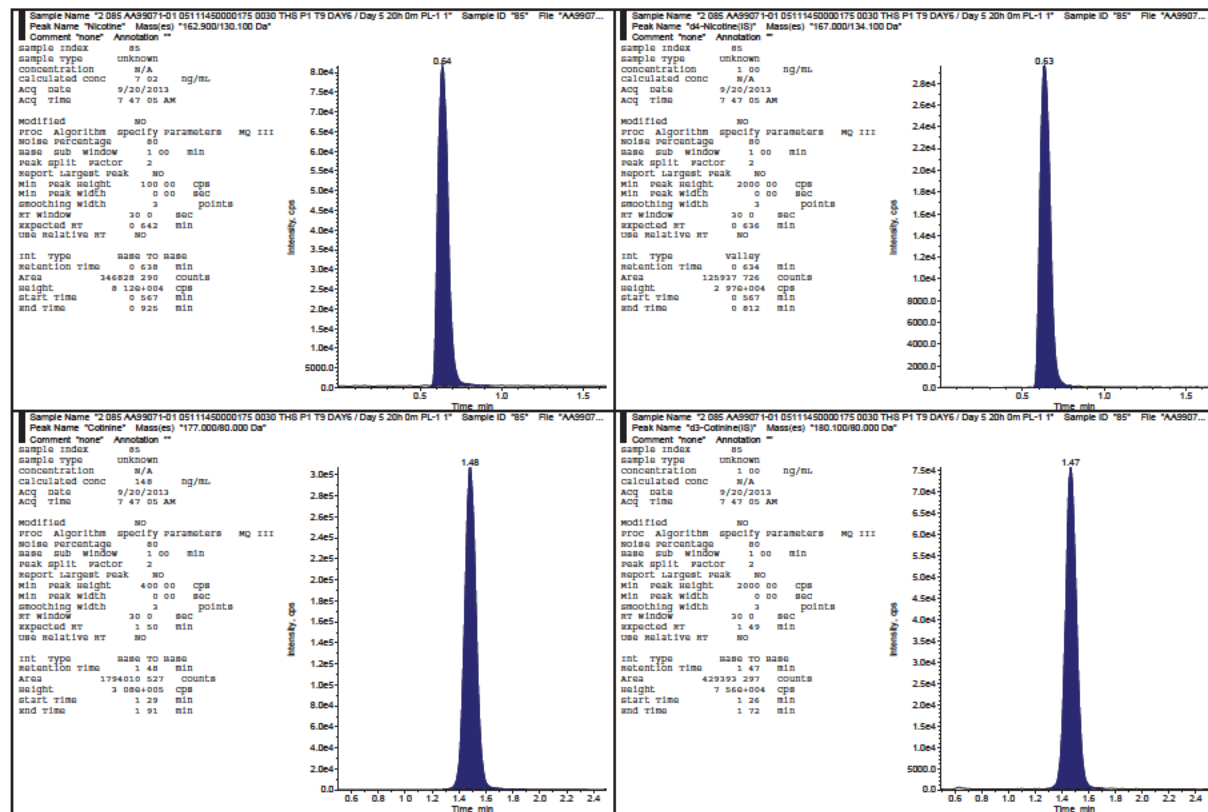 Sample Name "2 085 AA99071-01 05111450000175 0030 THS P1 T9 DAY6 / Day 5 20h 0m PL-1 1" Sample ID "85" File "AA9907...
Peak Name "Nicotine" Mass(es) "162.900/130.100 Da"
Comment "none" Annotation ""
Sample Index 85
Sample Type Unknown
Concentration N/A
Calculated Conc 7 02 ng/mL
Acq Date 9/20/2013
Acq Time 7 47 05 AM
Modified NO
Proc Algorithm Specify Parameters MQ III
Noise Percentage 80
Base Sub Window 1 00 min
Peak Split Factor 2
Report Largest Peak NO
Min Peak Height 100 00 cps
Min Peak Width 0 00 sec
Smoothing Width 3 points
RT Window 30 0 sec
Expected RT 0 642 min
Use Relative RT NO
Int Type Base To Base
Retention Time 0 638 min
Area 346828 290 counts
Height 8 12e+004 cps
Start Time 0 567 min
End Time 0 925 min
0.64
8.0e4
7.5e4
7.0e4
6.5e4
6.0e4
5.5e4
5.0e4
4.5e4
4.0e4
3.5e4
3.0e4
2.5e4
2.0e4
1.5e4
1.0e4
5000.0
0.0
Intensity, cps
0.5 1.0 1.5
Time min
Sample Name "2 085 AA99071-01 05111450000175 0030 THS P1 T9 DAY6 / Day 5 20h 0m PL-1 1" Sample ID "85" File "AA9907...
Peak Name "d4-Nicotine(IS)" Mass(es) "167.000/134.100 Da"
Comment "none" Annotation ""
Sample Index 85
Sample Type Unknown
Concentration 1 00 ng/mL
Calculated Conc N/A
Acq Date 9/20/2013
Acq Time 7 47 05 AM
Modified NO
Proc Algorithm Specify Parameters MQ III
Noise Percentage 80
Base Sub Window 1 00 min
Peak Split Factor 2
Report Largest Peak NO
Min Peak Height 2000 00 cps
Min Peak Width 0 00 sec
Smoothing Width 3 points
RT Window 30 0 sec
Expected RT 0 636 min
Use Relative RT NO
Int Type Valley
Retention Time 0 634 min
Area 125937 726 counts
Height 2 97e+004 cps
Start Time 0 567 min
End Time 0 812 min
0.63
2.8e4
2.6e4
2.4e4
2.2e4
2.0e4
1.8e4
1.6e4
1.4e4
1.2e4
1.0e4
8000.0
6000.0
4000.0
2000.0
0.0
Intensity, cps
0.5 1.0 1.5
Time min
Sample Name "2 085 AA99071-01 05111450000175 0030 THS P1 T9 DAY6 / Day 5 20h 0m PL-1 1" Sample ID "85" File "AA9907...
Peak Name "Cotinine" Mass(es) "177.000/80.000 Da"
Comment "none" Annotation ""
Sample Index 85
Sample Type Unknown
Concentration N/A
Calculated Conc 148 ng/mL
Acq Date 9/20/2013
Acq Time 7 47 05 AM
Modified NO
Proc Algorithm Specify Parameters MQ III
Noise Percentage 80
Base Sub Window 1 00 min
Peak Split Factor 2
Report Largest Peak NO
Min Peak Height 400 00 cps
Min Peak Width 0 00 sec
Smoothing Width 3 points
RT Window 30 0 sec
Expected RT 1 50 min
Use Relative RT NO
Int Type Base To Base
Retention Time 1 48 min
Area 1794010 527 counts
Height 3 08e+005 cps
Start Time 1 29 min
End Time 1 91 min
1.48
3.0e5
2.8e5
2.6e5
2.4e5
2.2e5
2.0e5
1.8e5
1.6e5
1.4e5
1.2e5
1.0e5
8.0e4
6.0e4
4.0e4
2.0e4
0.0
Intensity, cps
0.6 0.8 1.0 1.2 1.4 1.6 1.8 2.0 2.2 2.4
Time min
Sample Name "2 085 AA99071-01 05111450000175 0030 THS P1 T9 DAY6 / Day 5 20h 0m PL-1 1" Sample ID "85" File "AA9907...
Peak Name "d3-Cotinine(IS)" Mass(es) "180.100/80.000 Da"
Comment "none" Annotation ""
Sample Index 85
Sample Type Unknown
Concentration 1 00 ng/mL
Calculated Conc N/A
Acq Date 9/20/2013
Acq Time 7 47 05 AM
Modified NO
Proc Algorithm Specify Parameters MQ III
Noise Percentage 80
Base Sub Window 1 00 min
Peak Split Factor 2
Report Largest Peak NO
Min Peak Height 2000 00 cps
Min Peak Width 0 00 sec
Smoothing Width 3 points
RT Window 30 0 sec
Expected RT 1 49 min
Use Relative RT NO
Int Type Base To Base
Retention Time 1 47 min
Area 429393 297 counts
Height 7 56e+004 cps
Start Time 1 26 min
End Time 1 72 min
1.47
7.5e4
7.0e4
6.5e4
6.0e4
5.5e4
5.0e4
4.5e4
4.0e4
3.5e4
3.0e4
2.5e4
2.0e4
1.5e4
1.0e4
5000.0
0.0
Intensity, cps
0.6 0.8 1.0 1.2 1.4 1.6 1.8 2.0 2.2 2.4
Time min